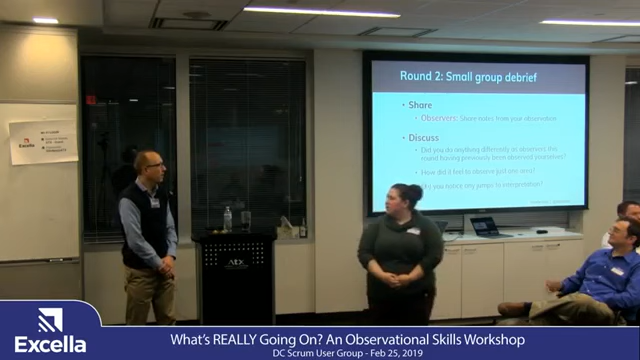 Round 2: Small group debrief
Share
Observers: Share notes from your observation
Discuss
Did you do anything differently as observers this
round having previously been observed yourselves?
How did it feel to observe just one area?
Did you notice any jumps to interpretation?
Excella
Excella
What's REALLY Going On? An Observational Skills Workshop
DC Scrum User Group - Feb 25, 2019